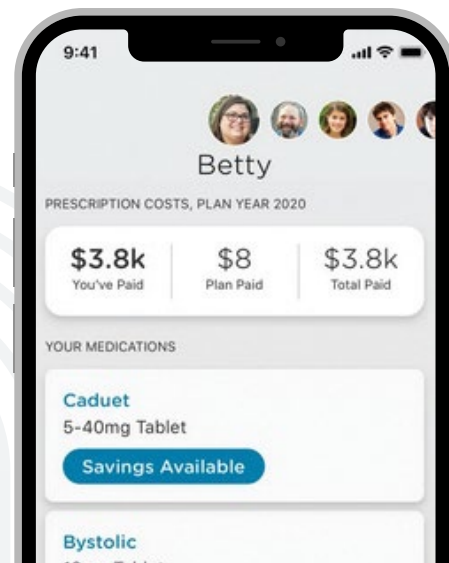 9:41
Betty
PRESCRIPTION COSTS, PLAN YEAR 2020
$3.8k $8 $3.8k
You've Paid Plan Paid Total Paid
YOUR MEDICATIONS
Caduet
5-40mg Tablet
Savings Available
Bystolic